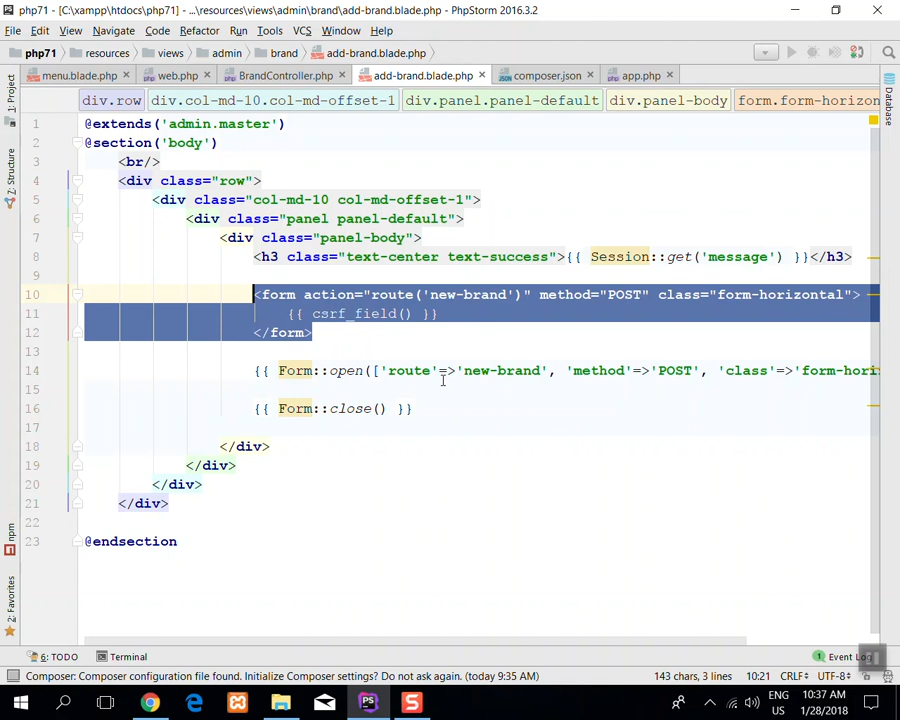 php71 - [C:\xampp\htdocs\php71] - ...\resources\views\admin\brand\add-brand.blade.php - PhpStorm 2016.3.2
File Edit View Navigate Code Refactor Run Tools VCS Window Help
php71 resources views admin brand add-brand.blade.php
menu.blade.php web.php BrandController.php add-brand.blade.php composer.json app.php
div.row div.col-md-10.col-md-offset-1 div.panel.panel-default div.panel-body form.form-horizon
1 @extends('admin.master')
2 @section('body')
3 <br/>
4 <div class="row">
5 <div class="col-md-10 col-md-offset-1">
6 <div class="panel panel-default">
7 <div class="panel-body">
8 <h3 class="text-center text-success">{{ Session::get('message') }}</h3>
9
10 <form action="route('new-brand')" method="POST" class="form-horizontal">
11 {{ csrf_field() }}
12 </form>
13
14 {{ Form::open(['route'=>'new-brand', 'method'=>'POST', 'class'=>'form-hori
15
16 {{ Form::close() }}
17
18 </div>
19 </div>
20 </div>
21 </div>
22
23 @endsection
1: Project
7: Structure
npm
2: Favorites
Database
6: TODO Terminal 1 Event Log
Composer: Composer configuration file found. Initialize Composer settings? Do not ask again. (today 9:35 AM) 143 chars, 3 lines 10:21 CRLF UTF-8
ENG 10:37 AM
US 1/28/2018